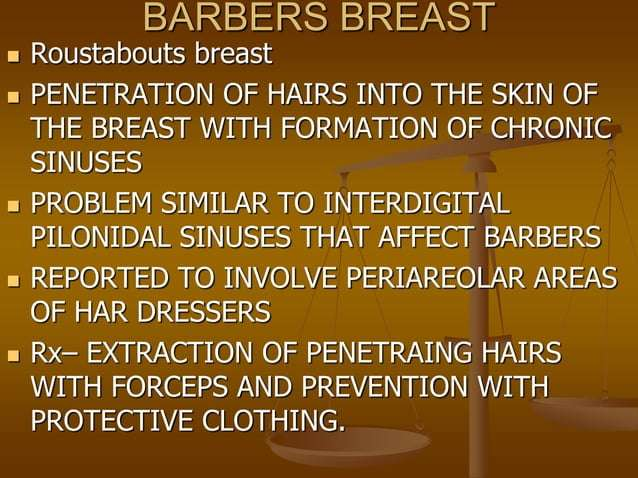 BARBERS BREAST
Roustabouts breast
PENETRATION OF HAIRS INTO THE SKIN OF
THE BREAST WITH FORMATION OF CHRONIC
SINUSES
PROBLEM SIMILAR TO INTERDIGITAL
PILONIDAL SINUSES THAT AFFECT BARBERS
REPORTED TO INVOLVE PERIAREOLAR AREAS
OF HAR DRESSERS
Rx– EXTRACTION OF PENETRAING HAIRS
WITH FORCEPS AND PREVENTION WITH
PROTECTIVE CLOTHING.